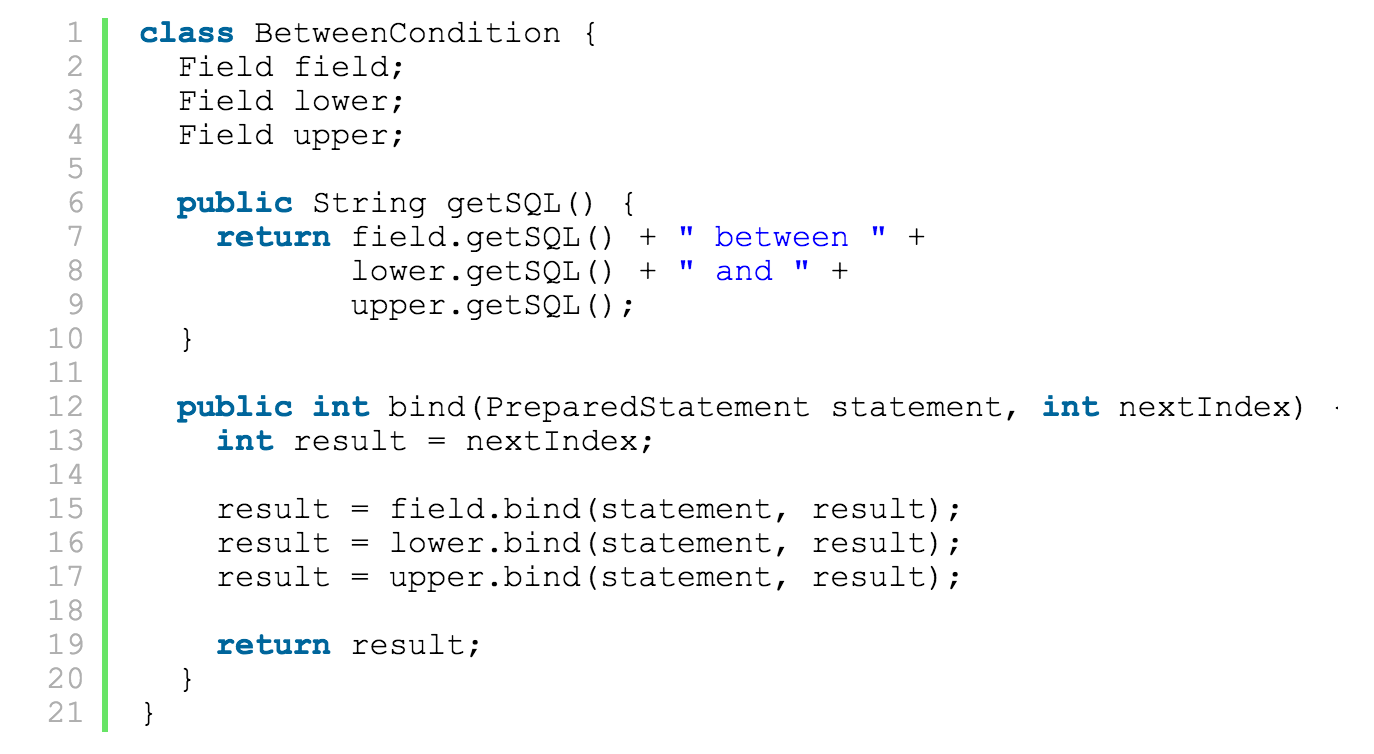 1 class BetweenCondition {
2 Field field;
3 Field lower;
4 Field upper;
5
6 public String getSQL() {
7 return field.getSQL() + " between " +
8 lower.getSQL() + " and " +
9 upper.getSQL();
10 }
11
12 public int bind(PreparedStatement statement, int nextIndex)
13 int result = nextIndex;
14
15 result = field.bind(statement, result);
16 result = lower.bind(statement, result);
17 result = upper.bind(statement, result);
18
19 return result;
20 }
21 }